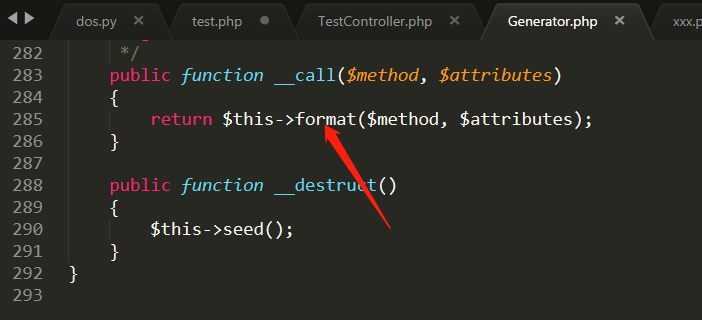 dos.py × test.php TestController.php × Generator.php × xxx.p
282 */
283 public function __call($method, $attributes)
284 {
285 return $this->format($method, $attributes);
286 }
287
288 public function __destruct()
289 {
290 $this->seed();
291 }
292 }
293